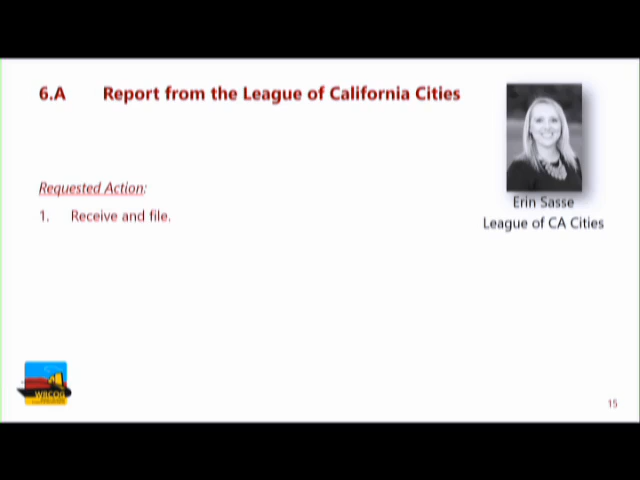 6.A Report from the League of California Cities
Requested Action:
1. Receive and file.
Erin Sasse
League of CA Cities
WRCOG
15